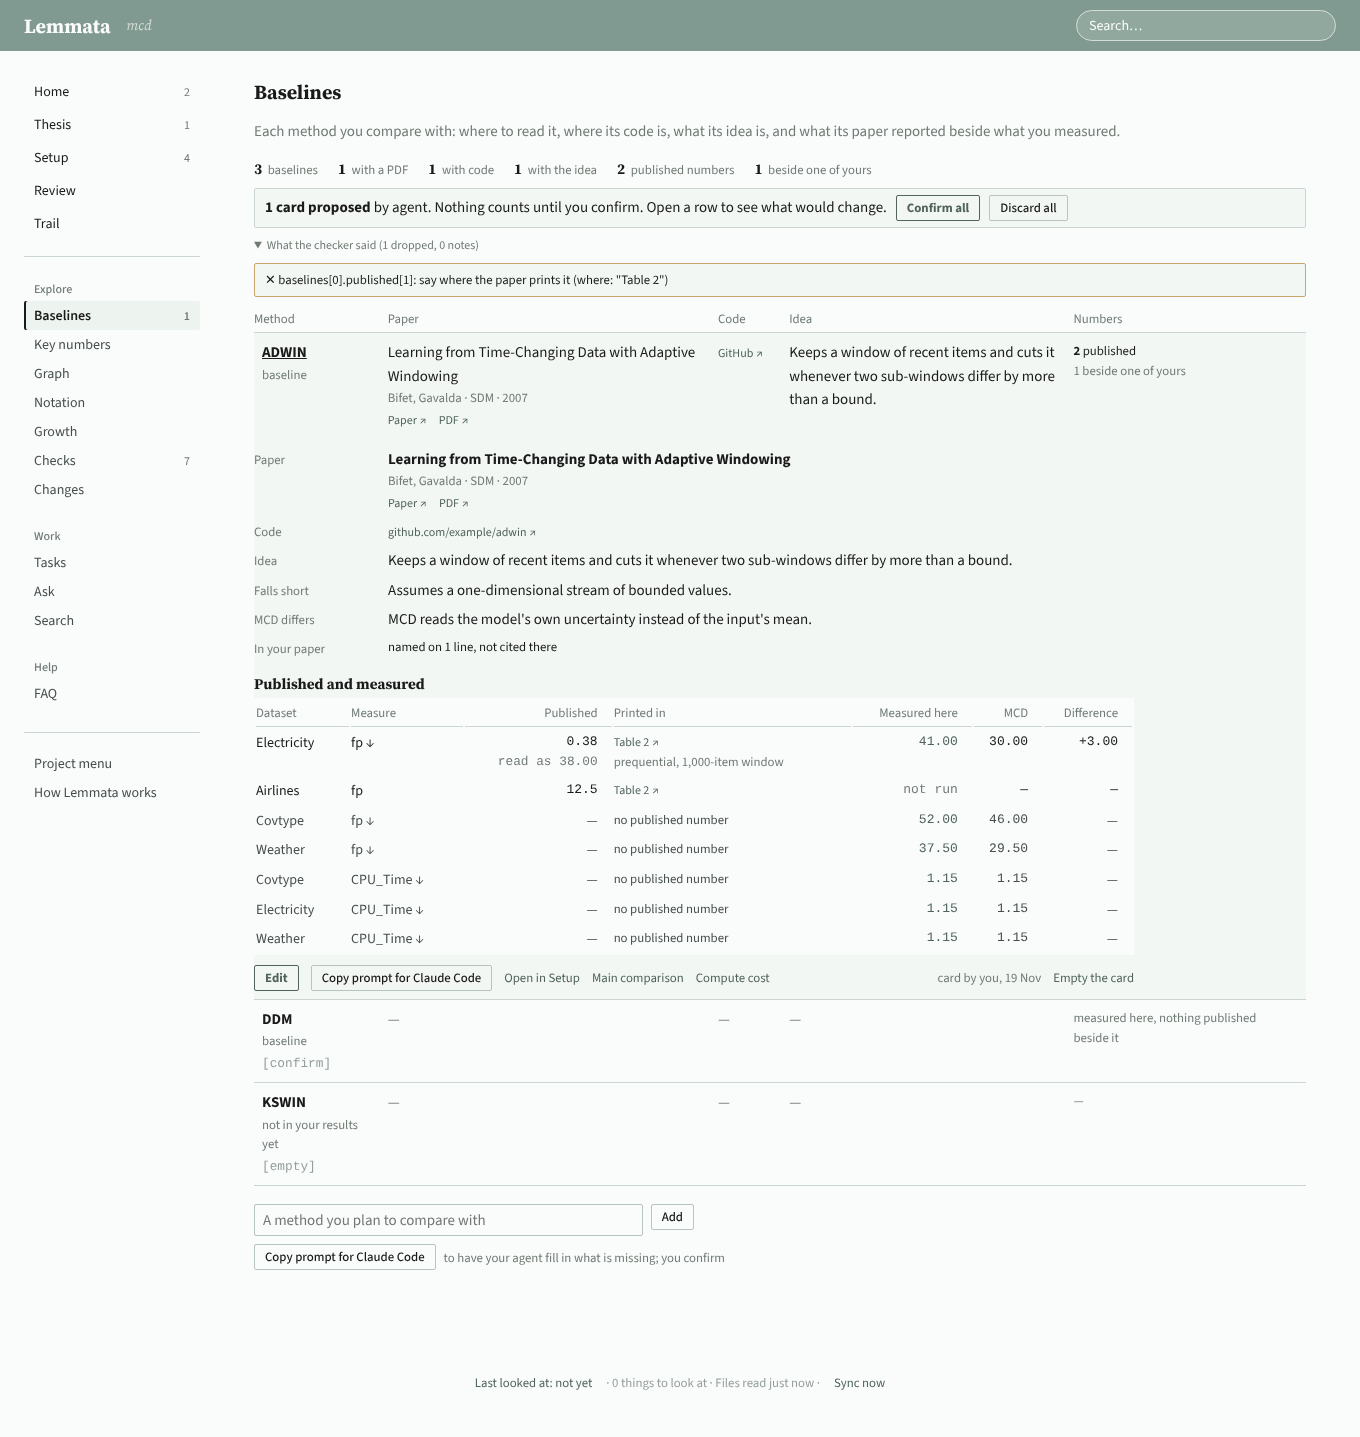 Lemmata mcd
Search…
Home 2
Thesis 1
Setup 4
Review
Trail
Explore
Baselines 1
Key numbers
Graph
Notation
Growth
Checks 7
Changes
Work
Tasks
Ask
Search
Help
FAQ
Project menu
How Lemmata works
Baselines
Each method you compare with: where to read it, where its code is, what its idea is, and what its paper reported beside what you measured.
3 baselines 1 with a PDF 1 with code 1 with the idea 2 published numbers 1 beside one of yours
1 card proposed by agent. Nothing counts until you confirm. Open a row to see what would change. Confirm all Discard all
▼ What the checker said (1 dropped, 0 notes)
✕ baselines[0].published[1]: say where the paper prints it (where: "Table 2")
Method Paper Code Idea Numbers
ADWIN
baseline
Learning from Time-Changing Data with Adaptive
Windowing
Bifet, Gavalda · SDM · 2007
Paper ↗ PDF ↗
GitHub ↗
Keeps a window of recent items and cuts it
whenever two sub-windows differ by more
than a bound.
2 published
1 beside one of yours
Paper
Learning from Time-Changing Data with Adaptive Windowing
Bifet, Gavalda · SDM · 2007
Paper ↗ PDF ↗
Code github.com/example/adwin ↗
Idea Keeps a window of recent items and cuts it whenever two sub-windows differ by more than a bound.
Falls short Assumes a one-dimensional stream of bounded values.
MCD differs MCD reads the model's own uncertainty instead of the input's mean.
In your paper named on 1 line, not cited there
Published and measured
Dataset Measure Published Printed in Measured here MCD Difference
Electricity fp ↓ 0.38 Table 2 ↗ 41.00 30.00 +3.00
read as 38.00 prequential, 1,000-item window
Airlines fp 12.5 Table 2 ↗ not run — —
Covtype fp ↓ — no published number 52.00 46.00 —
Weather fp ↓ — no published number 37.50 29.50 —
Covtype CPU_Time ↓ — no published number 1.15 1.15 —
Electricity CPU_Time ↓ — no published number 1.15 1.15 —
Weather CPU_Time ↓ — no published number 1.15 1.15 —
Edit Copy prompt for Claude Code Open in Setup Main comparison Compute cost card by you, 19 Nov Empty the card
DDM — — — measured here, nothing published
beside it
baseline
[confirm]
KSWIN — — — —
not in your results
yet
[empty]
A method you plan to compare with Add
Copy prompt for Claude Code to have your agent fill in what is missing; you confirm
Last looked at: not yet · 0 things to look at · Files read just now · Sync now